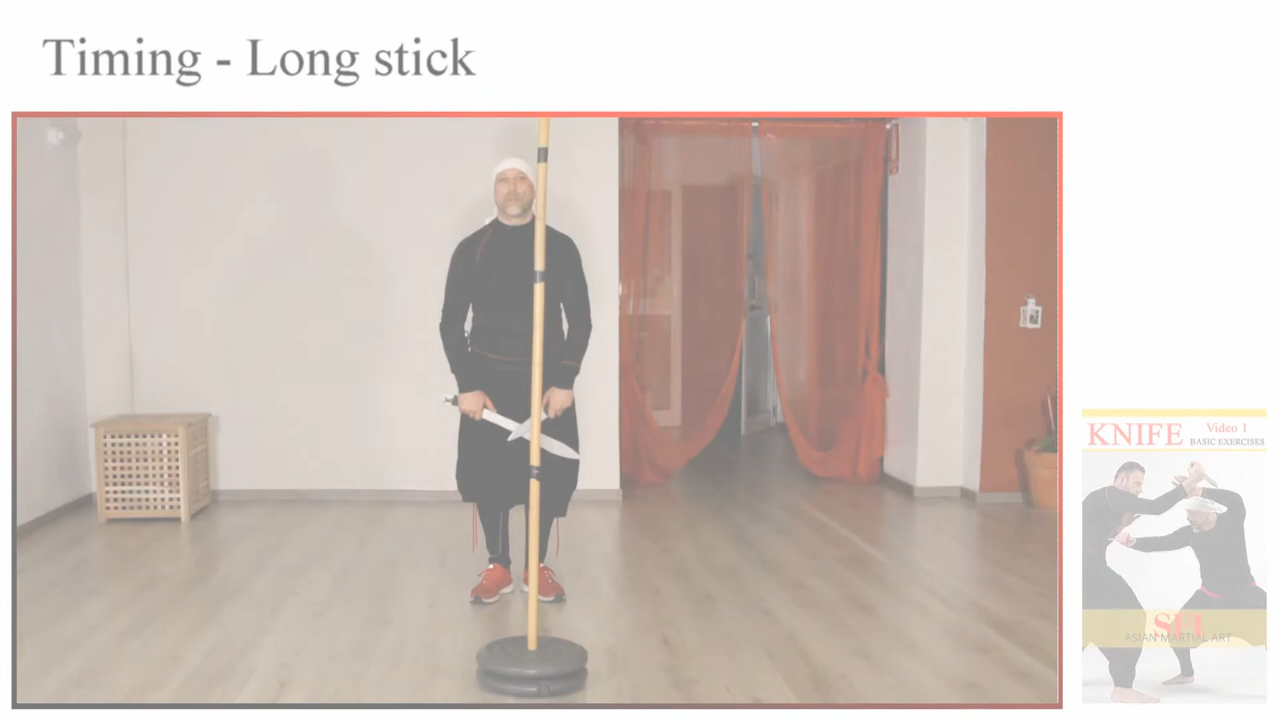 Timing - Long stick
KNIFE
Video 1
BASIC EXERCISES
ASIAN MARTIAL ART